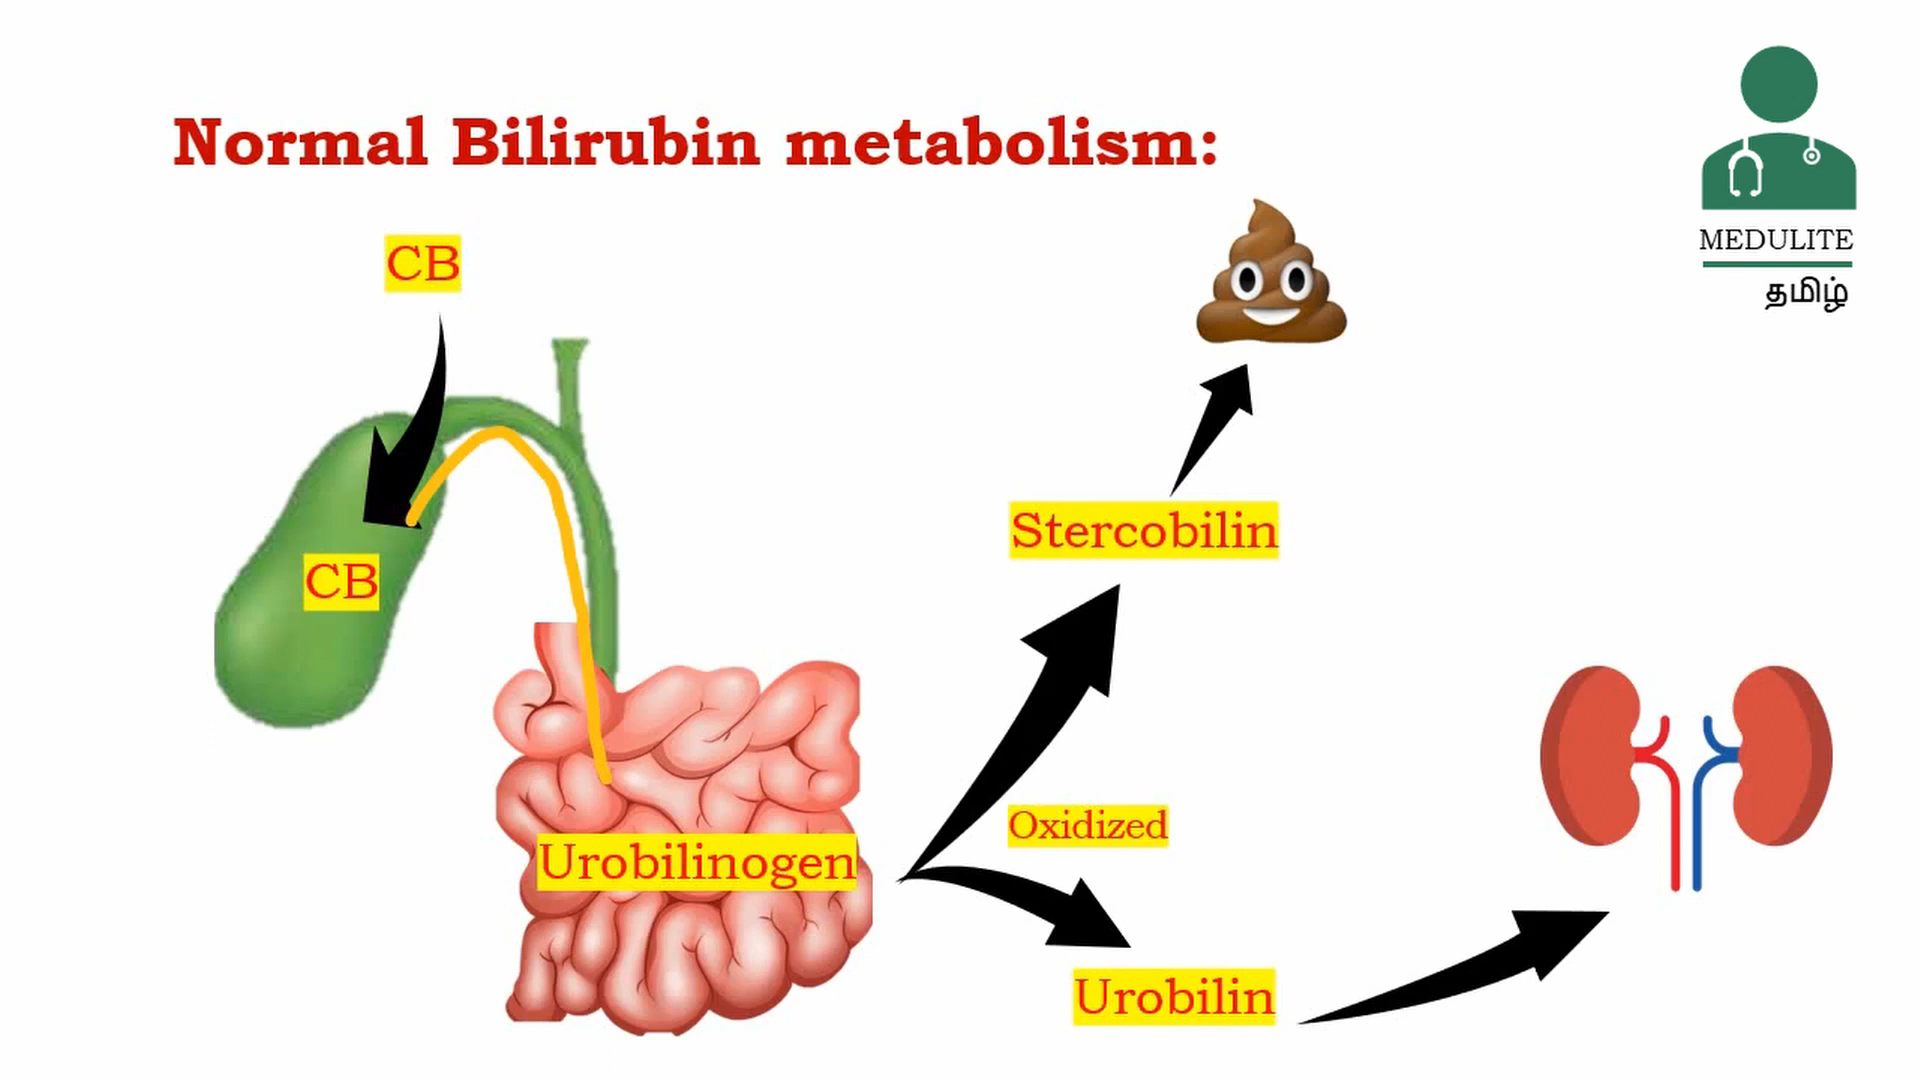 Normal Bilirubin metabolism:
MEDULITE
தமிழ்
CB
CB
Stercobilin
Oxidized
Urobilinogen
Urobilin